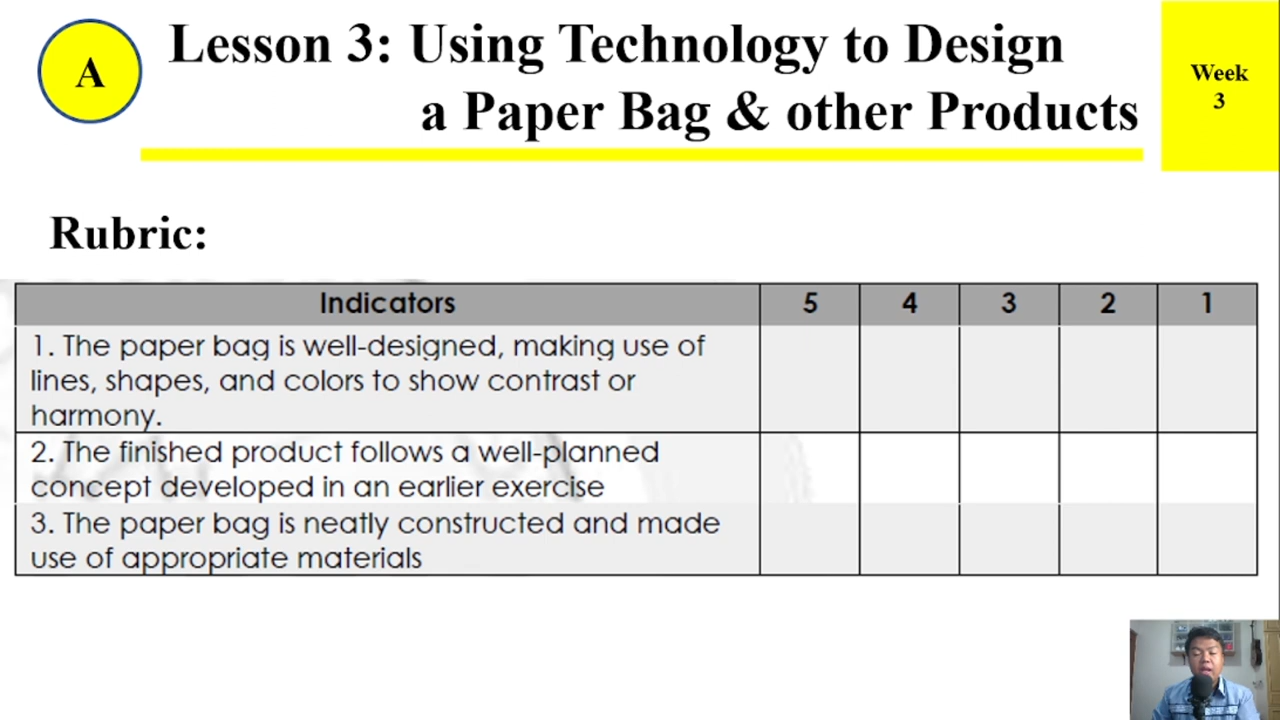 A
Lesson 3: Using Technology to Design
a Paper Bag & other Products
Week
3
Rubric:
Indicators 5 4 3 2 1
1. The paper bag is well-designed, making use of
lines, shapes, and colors to show contrast or
harmony.
2. The finished product follows a well-planned
concept developed in an earlier exercise
3. The paper bag is neatly constructed and made
use of appropriate materials